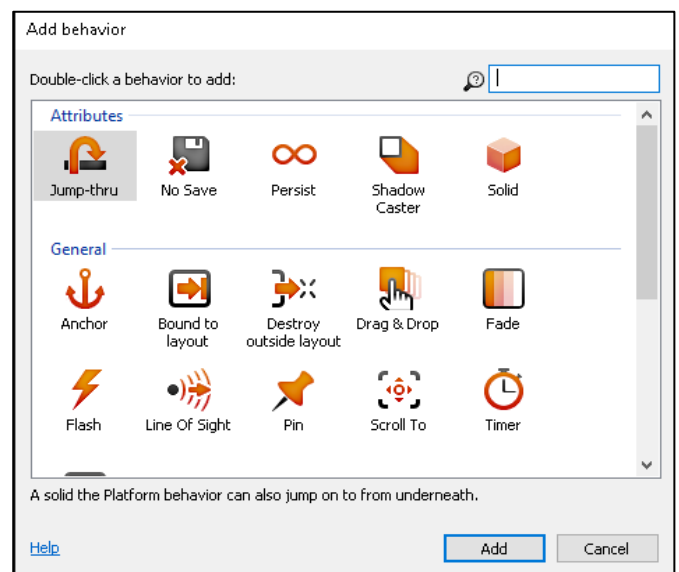 Add behavior
Double-click a behavior to add:
Attributes
Jump-thru No Save Persist Shadow Caster Solid
General
Anchor Bound to layout Destroy outside layout Drag & Drop Fade
Flash Line Of Sight Pin Scroll To Timer
A solid the Platform behavior can also jump on to from underneath.
Help Add Cancel